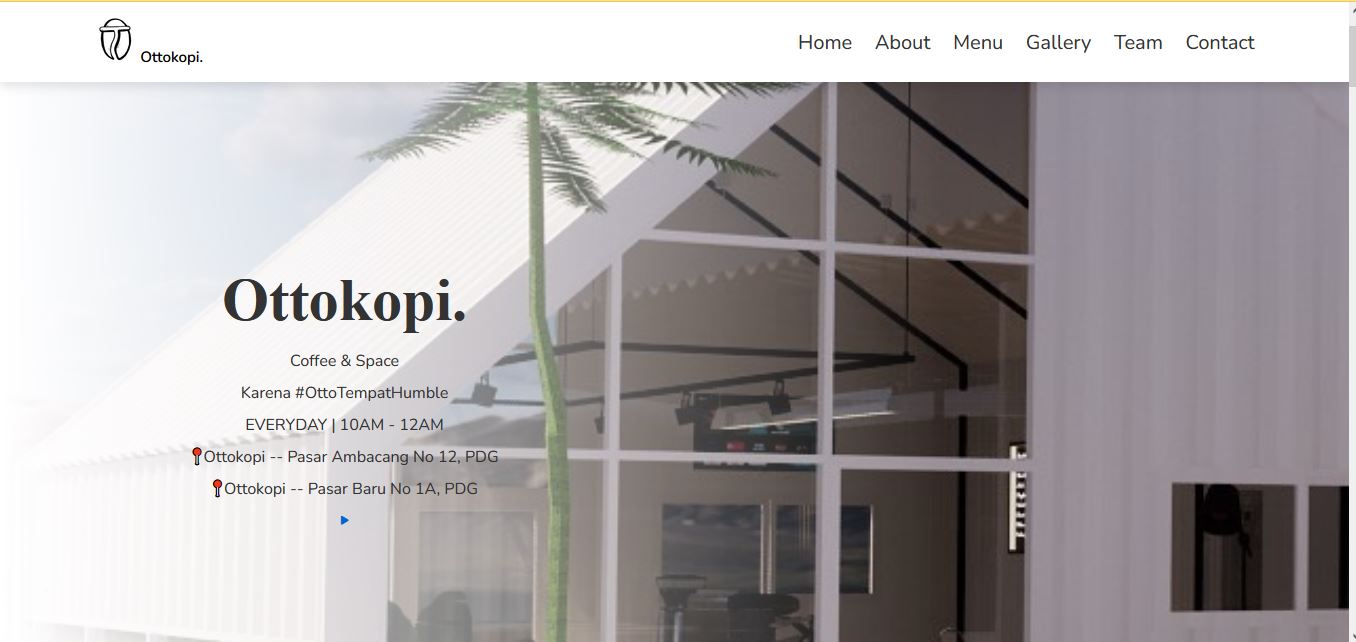 Ottokopi.
Home About Menu Gallery Team Contact
Ottokopi.
Coffee & Space
Karena #OttoTempatHumble
EVERYDAY | 10AM - 12AM
📍Ottokopi -- Pasar Ambacang No 12, PDG
📍Ottokopi -- Pasar Baru No 1A, PDG